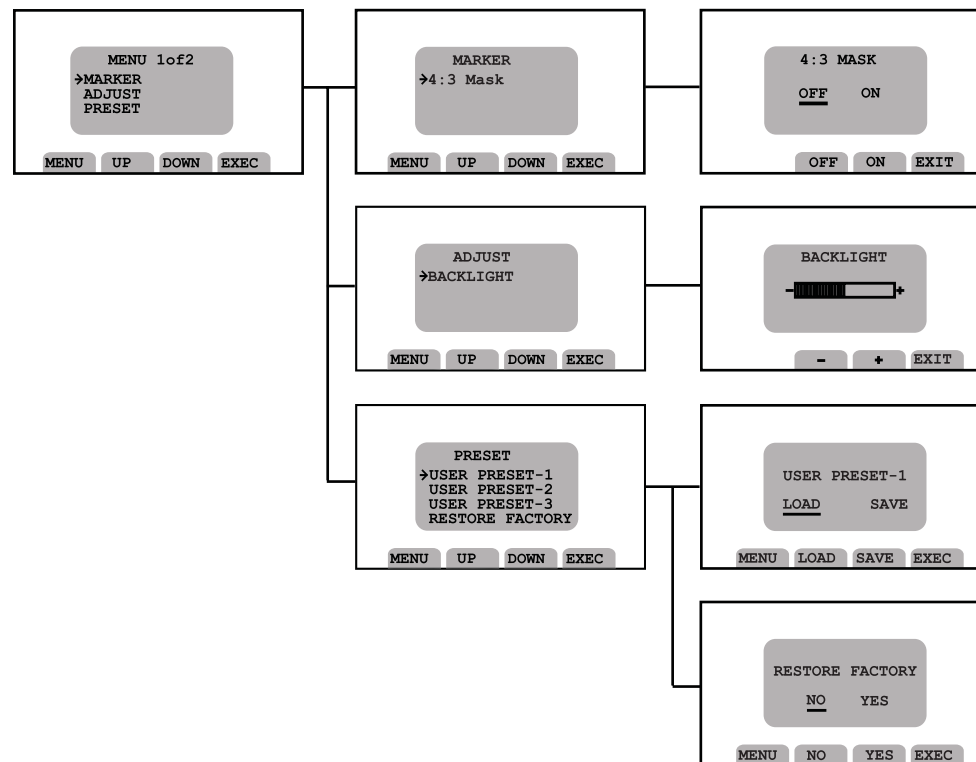 MENU 1of2
→MARKER
ADJUST
PRESET
MENU UP DOWN EXEC
MARKER
→4:3 Mask
MENU UP DOWN EXEC
4:3 MASK
OFF ON
OFF ON EXIT
ADJUST
→BACKLIGHT
MENU UP DOWN EXEC
BACKLIGHT
- +
- + EXIT
PRESET
→USER PRESET-1
USER PRESET-2
USER PRESET-3
RESTORE FACTORY
MENU UP DOWN EXEC
USER PRESET-1
LOAD SAVE
MENU LOAD SAVE EXEC
RESTORE FACTORY
NO YES
MENU NO YES EXEC